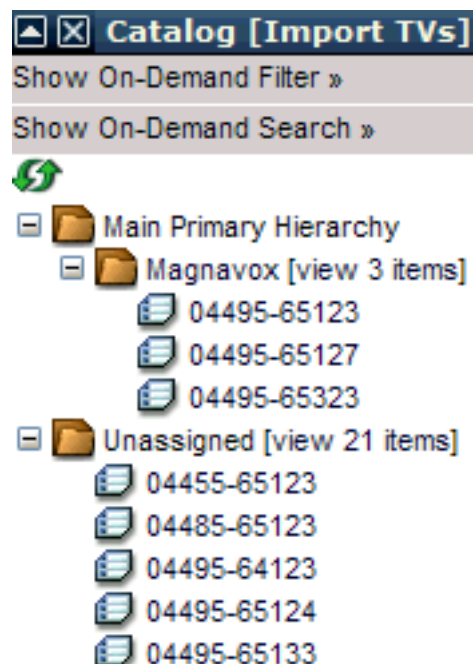 Catalog [Import TVs]
Show On-Demand Filter »
Show On-Demand Search »
Main Primary Hierarchy
Magnavox [view 3 items]
04495-65123
04495-65127
04495-65323
Unassigned [view 21 items]
04455-65123
04485-65123
04495-64123
04495-65124
04495-65133